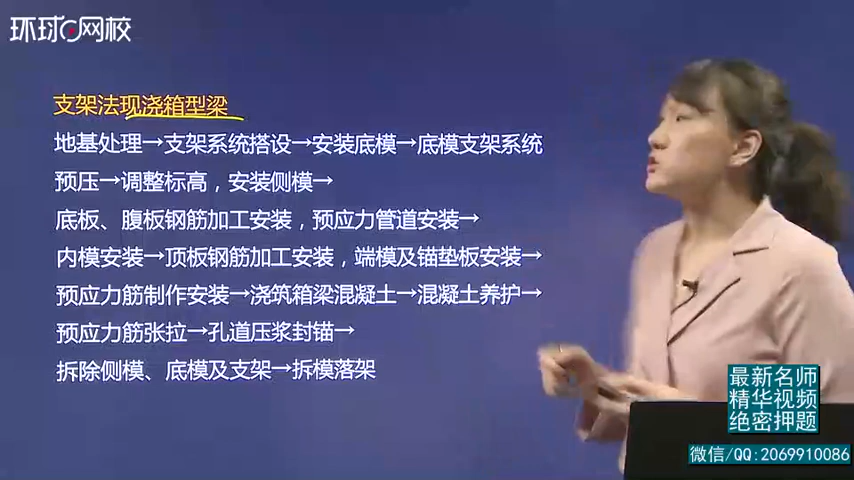 环球网校
支架法现浇箱型梁
地基处理→支架系统搭设→安装底模→底模支架系统
预压→调整标高，安装侧模→
底板、腹板钢筋加工安装，预应力管道安装→
内模安装→顶板钢筋加工安装，端模及锚垫板安装→
预应力筋制作安装→浇筑箱梁混凝土→混凝土养护→
预应力筋张拉→孔道压浆封锚→
拆除侧模、底模及支架→拆模落架
最新名师
精华视频
绝密押题
微信/QQ:2069910086